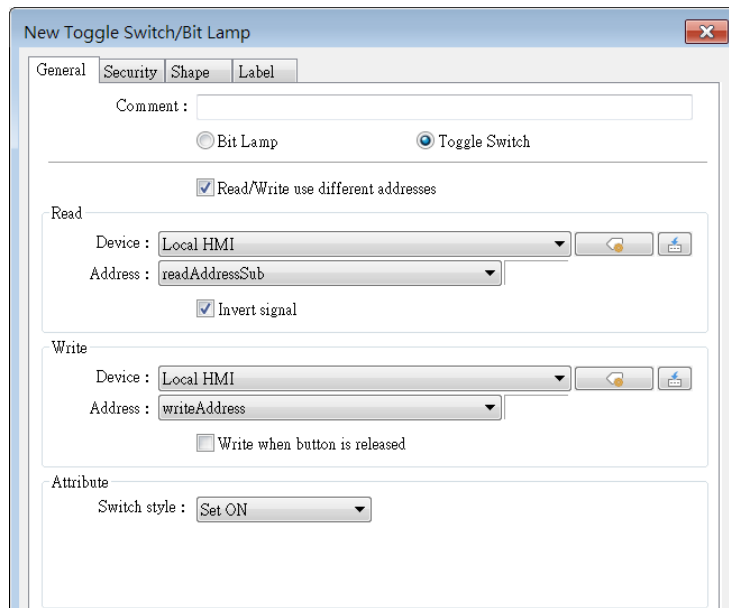 New Toggle Switch/Bit Lamp
General Security Shape Label
Comment :
Bit Lamp Toggle Switch
Read/Write use different addresses
Read
Device : Local HMI
Address : readAddressSub
Invert signal
Write
Device : Local HMI
Address : writeAddress
Write when button is released
Attribute
Switch style : Set ON